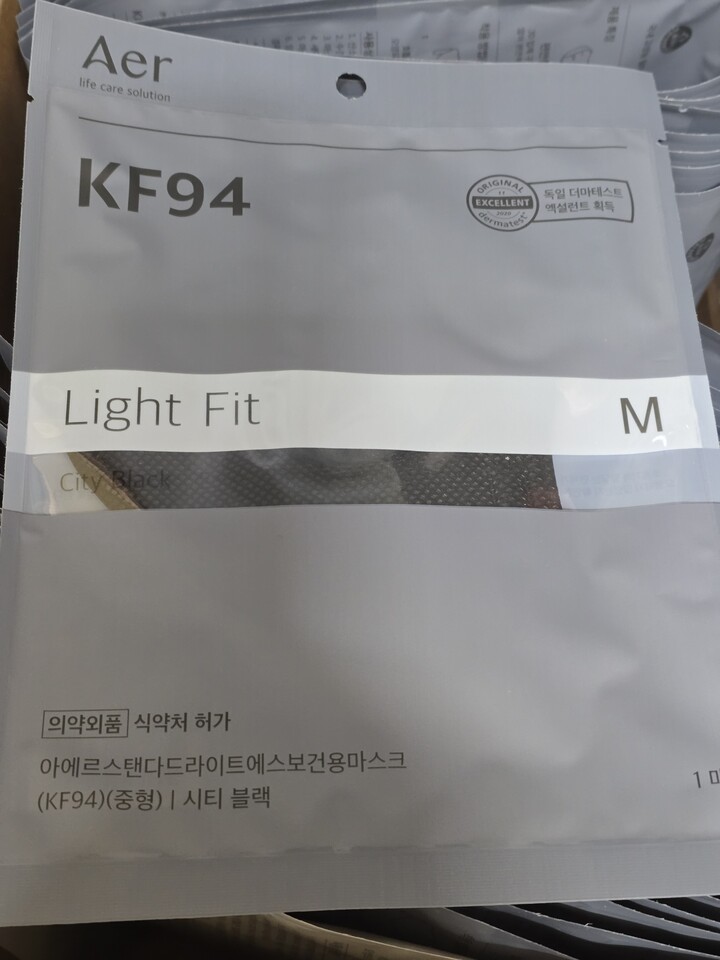 Aer
life care solution
KF94
ORIGINAL
EXCELLENT
2020
dermatest
독일 더마테스트
엑설런트 획득
Light Fit
M
City Black
의약외품 식약처 허가
아에르스탠다드라이트에스보건용마스크
(KF94)(중형) | 시티 블랙
1